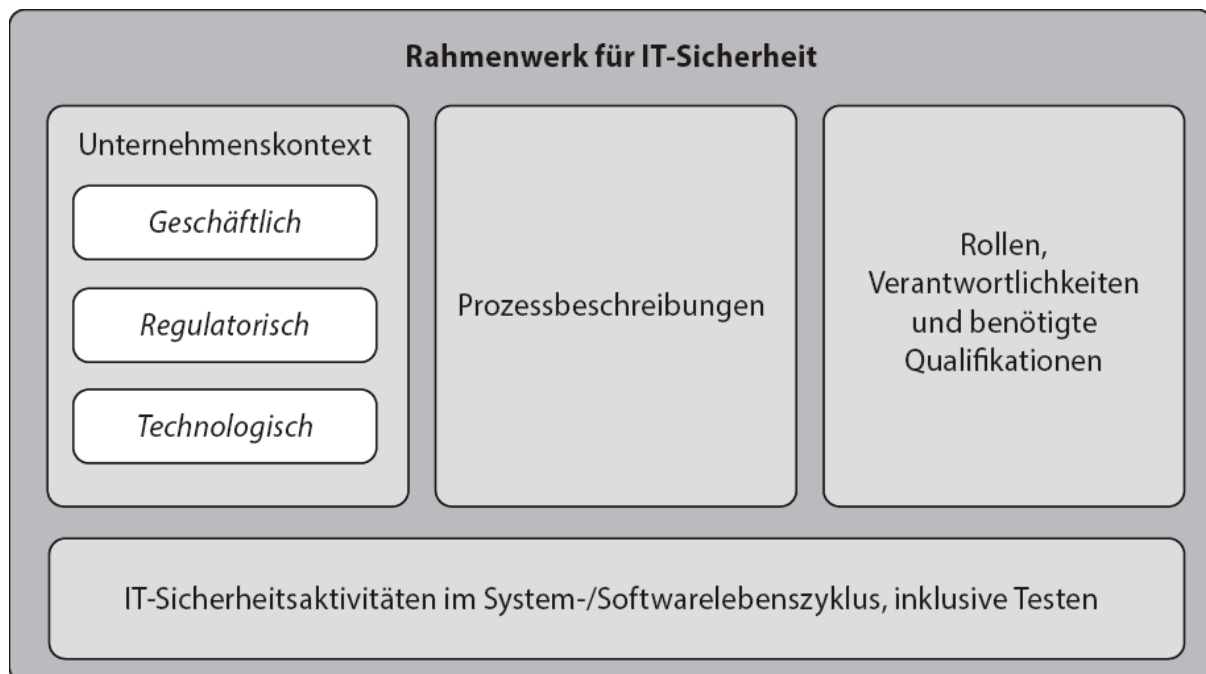 Rahmenwerk für IT-Sicherheit
Unternehmenskontext
Geschäftlich
Regulatorisch
Technologisch
Prozessbeschreibungen
Rollen,
Verantwortlichkeiten
und benötigte
Qualifikationen
IT-Sicherheitsaktivitäten im System-/Softwarelebenszyklus, inklusive Testen